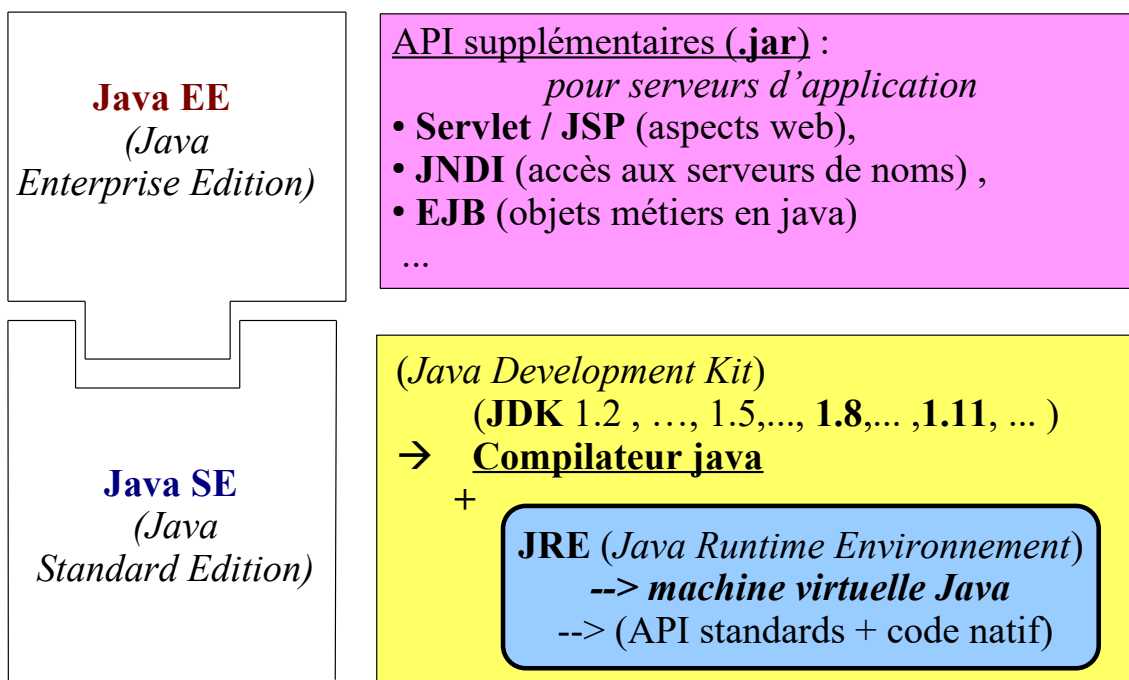 Java EE
(Java
Enterprise Edition)
API supplémentaires (.jar) :
pour serveurs d’application
• Servlet / JSP (aspects web),
• JNDI (accès aux serveurs de noms) ,
• EJB (objets métiers en java)
...
Java SE
(Java
Standard Edition)
(Java Development Kit)
(JDK 1.2 , …, 1.5,..., 1.8,... ,1.11, ... )
→ Compilateur java
+
JRE (Java Runtime Environnement)
--> machine virtuelle Java
--> (API standards + code natif)